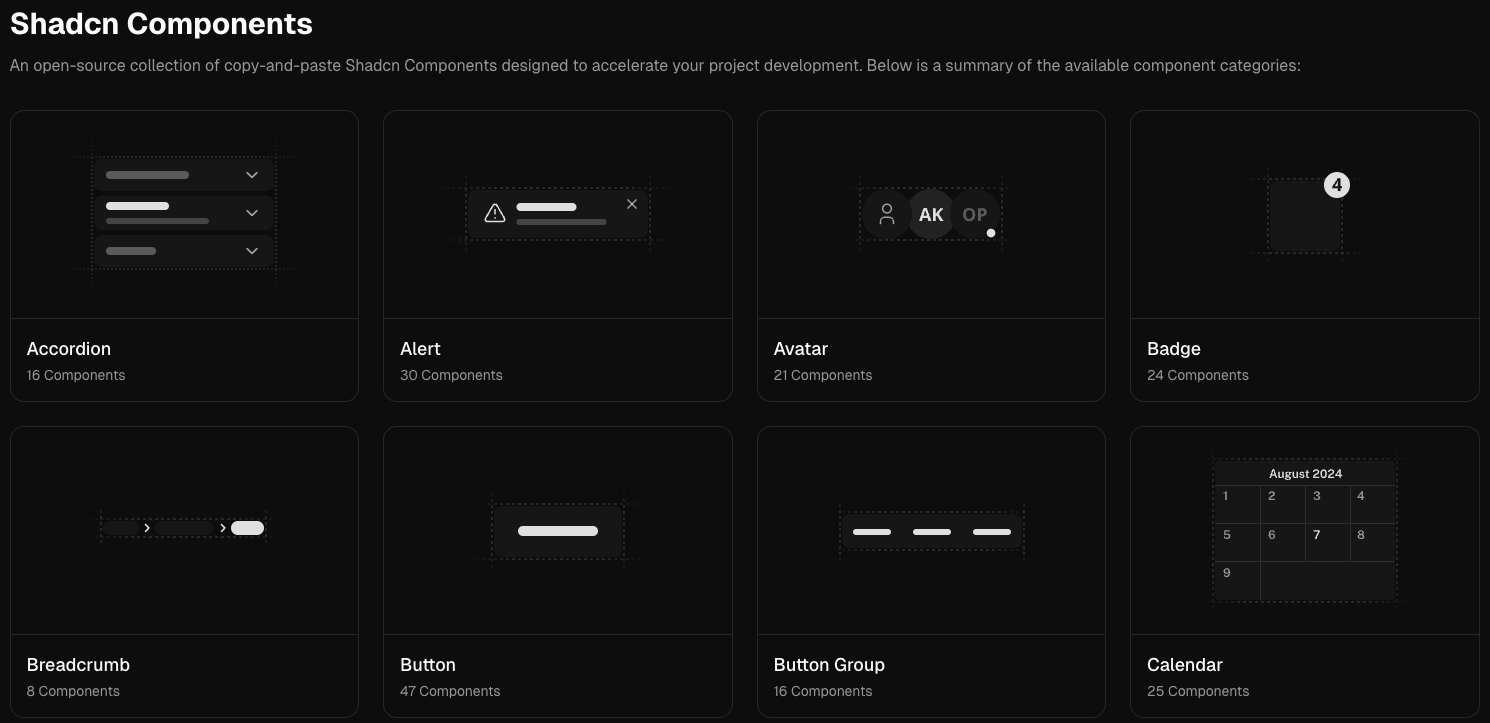 Shadcn Components
An open-source collection of copy-and-paste Shadcn Components designed to accelerate your project development. Below is a summary of the available component categories:
AK
OP
4
Accordion
16 Components
Alert
30 Components
Avatar
21 Components
Badge
24 Components
August 2024
1 2 3 4
5 6 7 8
9
Breadcrumb
8 Components
Button
47 Components
Button Group
16 Components
Calendar
25 Components